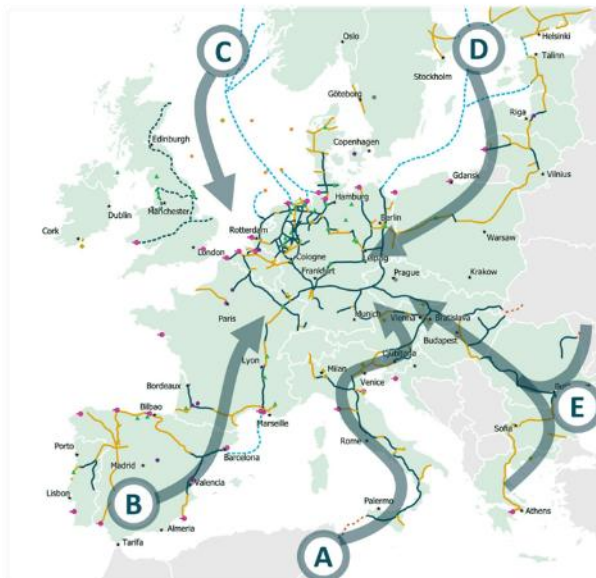 C
D
Oslo
Helsinki
Tallinn
Stockholm
Göteborg
Riga
Edinburgh
Copenhagen
Vilnius
Dublin
Manchester
Gdansk
Hamburg
Cork
Berlin
Rotterdam
Warsaw
London
Leipzig
Cologne
Frankfurt
Prague
Krakow
Paris
Munich
Vienna
Bratislava
Budapest
Lyon
Milan
Ljubljana
Venice
Bordeaux
E
Bilbao
Marseille
Sofia
Porto
Rome
Madrid
Barcelona
Lisbon
B
Valencia
Palermo
Athens
Almeria
Tarifa
A